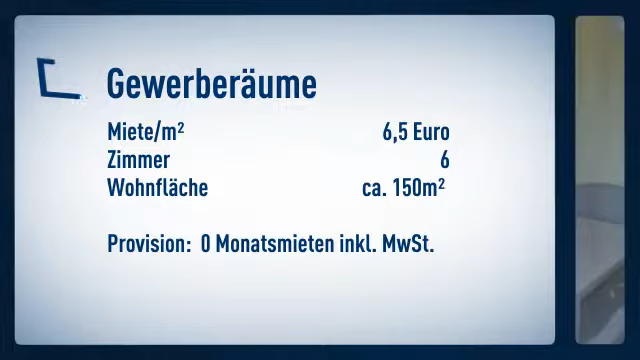 Gewerberäume
Miete/m² 6,5 Euro
Zimmer 6
Wohnfläche ca. 150m²
Provision: 0 Monatsmieten inkl. MwSt.